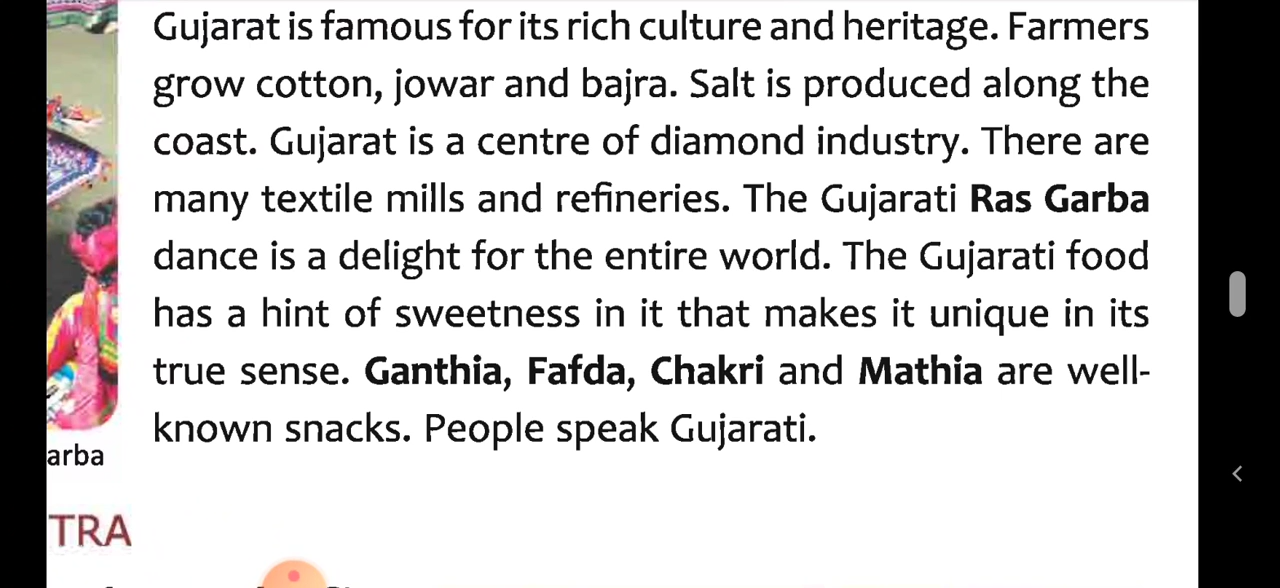 Gujarat is famous for its rich culture and heritage. Farmers
grow cotton, jowar and bajra. Salt is produced along the
coast. Gujarat is a centre of diamond industry. There are
many textile mills and refineries. The Gujarati Ras Garba
dance is a delight for the entire world. The Gujarati food
has a hint of sweetness in it that makes it unique in its
true sense. Ganthia, Fafda, Chakri and Mathia are well-
known snacks. People speak Gujarati.
arba
TRA